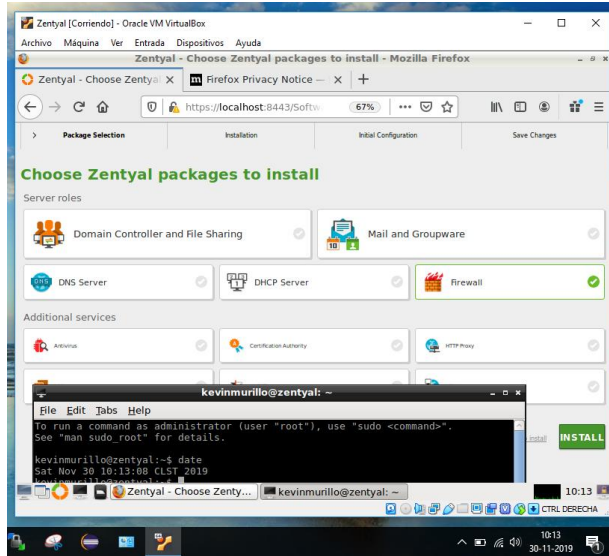 Zentyal [Corriendo] - Oracle VM VirtualBox
Archivo Máquina Ver Entrada Dispositivos Ayuda
Zentyal - Choose Zentyal packages to install - Mozilla Firefox
Zentyal - Choose Zentyal
Firefox Privacy Notice —
https://localhost:8443/Softw
67%
Package Selection Installation Initial Configuration Save Changes
Choose Zentyal packages to install
Server roles
Domain Controller and File Sharing
Mail and Groupware
DNS Server
DHCP Server
Firewall
Additional services
Antivirus
Certification Authority
HTTP Proxy
install
INSTALL
kevinmurillo@zentyal: ~
File Edit Tabs Help
To run a command as administrator (user "root"), use "sudo <command>".
See "man sudo_root" for details.
kevinmurillo@zentyal:~$ date
Sat Nov 30 10:13:08 CLST 2019
kevinmurillo@zentyal:~$
Zentyal - Choose Zenty...
kevinmurillo@zentyal: ~
10:13
CTRL DERECHA
10:13
30-11-2019